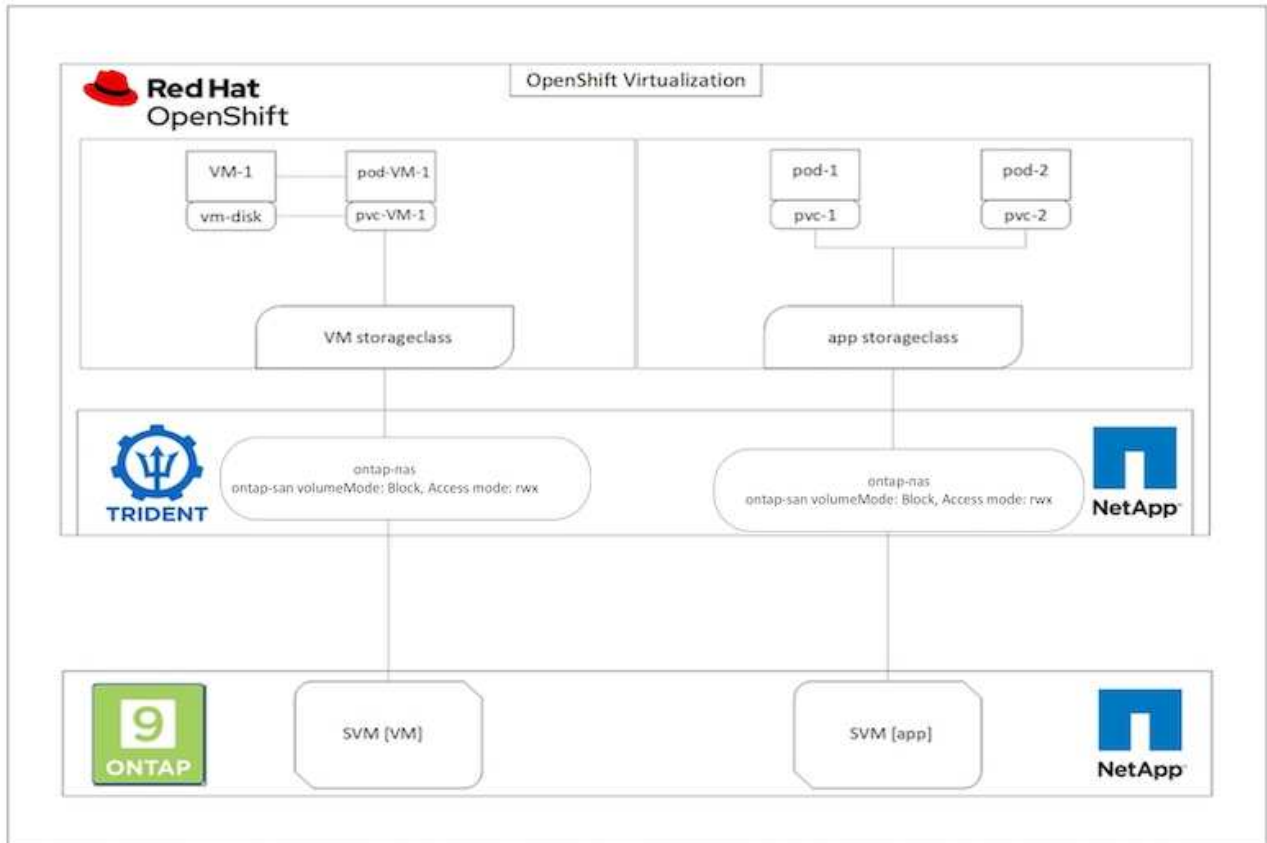 Red Hat
OpenShift
OpenShift Virtualization
VM-1
pod-VM-1
vm-disk
pvc-VM-1
pod-1
pod-2
pvc-1
pvc-2
VM storageclass
app storageclass
TRIDENT
ontap-nas
ontap-san volumeMode: Block, Access mode: rwx
ontap-nas
ontap-san volumeMode: Block, Access mode: rwx
NetApp
9
ONTAP
SVM [VM]
SVM [app]
NetApp